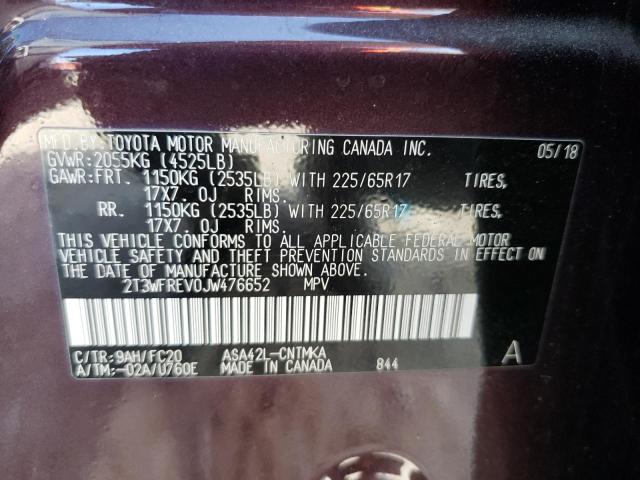 MFD.BY:TOYOTA MOTOR MANUFACTURING CANADA INC. 05/18
GVWR:2055KG (4525LB)
GAWR:FRT. 1150KG (2535LB) WITH 225/65R17 TIRES,
17X7. OJ RIMS.
RR. 1150KG (2535LB) WITH 225/65R17 TIRES,
17X7. OJ RIMS.
THIS VEHICLE CONFORMS TO ALL APPLICABLE FEDERAL MOTOR
VEHICLE SAFETY AND THEFT PREVENTION STANDARDS IN EFFECT
ON THE DATE OF MANUFACTURE SHOWN ABOVE.
2T3WFREV0JW476652 MPV
C/TR:9AH/FC20 ASA42L-CNTMKA
A/TM:-02A/U760E MADE IN CANADA 844 A